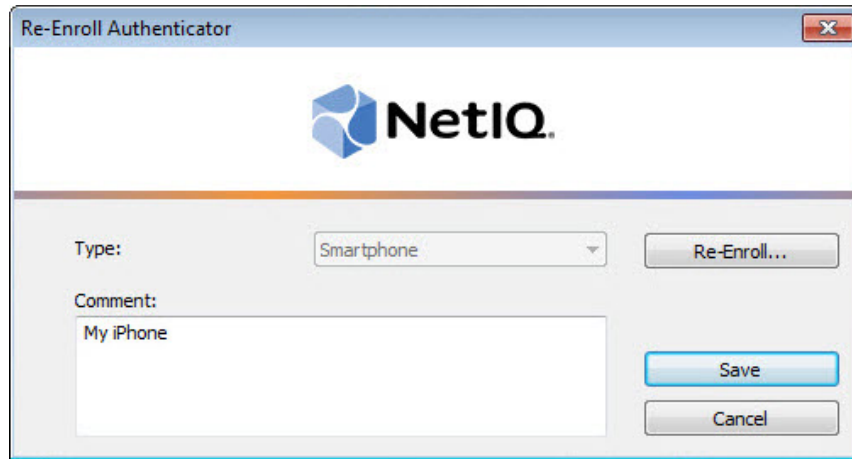 Re-Enroll Authenticator
NetIQ®
Type:
Smartphone
Re-Enroll...
Comment:
My iPhone
Save
Cancel